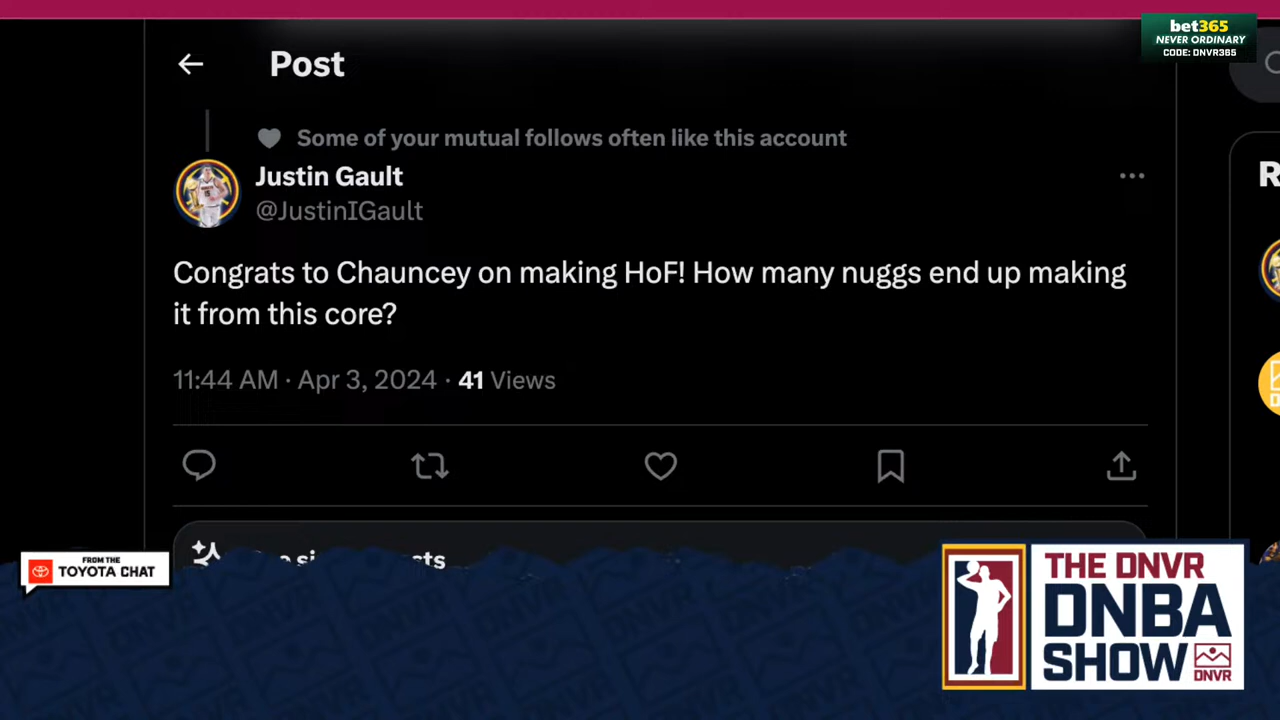 bet365
NEVER ORDINARY
CODE: DNVR365
Post
Some of your mutual follows often like this account
Justin Gault
@JustinIGault
Congrats to Chauncey on making HoF! How many nuggs end up making
it from this core?
11:44 AM · Apr 3, 2024 · 41 Views
R
FROM THE
TOYOTA CHAT
THE DNVR
DNBA
SHOW
DNVR